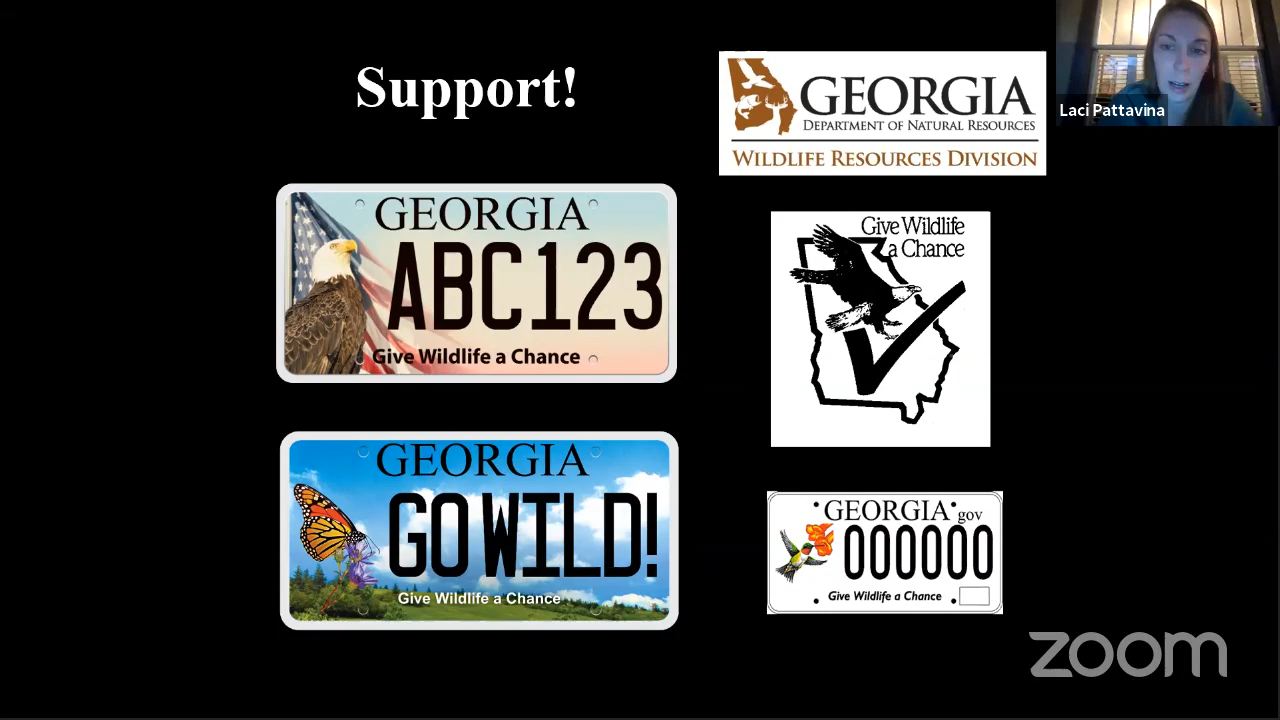 Support!
GEORGIA
DEPARTMENT OF NATURAL RESOURCES
WILDLIFE RESOURCES DIVISION
Laci Pattavina
GEORGIA
ABC123
Give Wildlife a Chance
Give Wildlife
a Chance
GEORGIA
GO WILD!
Give Wildlife a Chance
GEORGIA gov
000000
Give Wildlife a Chance
zoom